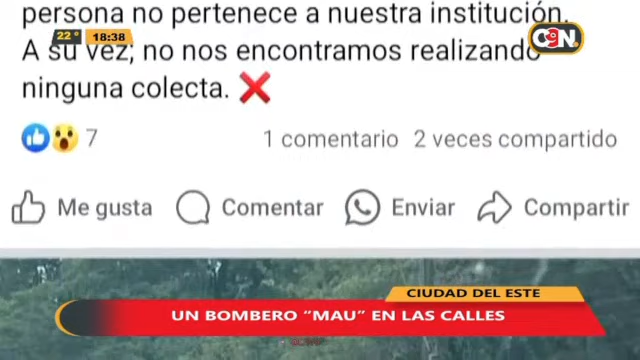 persona no pertenece a nuestra institución.
22° 18:38
C9N
A su vez; no nos encontramos realizando
ninguna colecta. ❌
7 1 comentario 2 veces compartido
Me gusta Comentar Enviar Compartir
CIUDAD DEL ESTE
UN BOMBERO “MAU” EN LAS CALLES